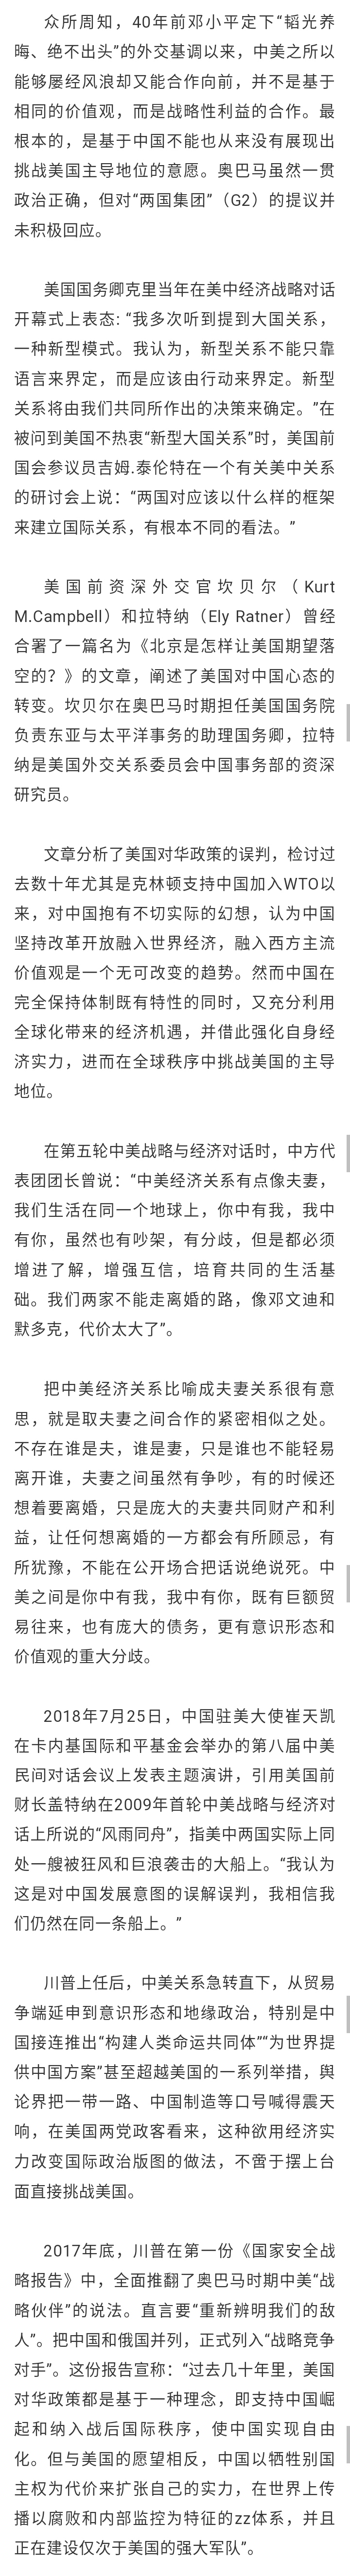 众所周知，40年前邓小平定下“韬光养
晦、绝不出头”的外交基调以来，中美之所以
能够屡经风浪却又能合作向前，并不是基于
相同的价值观，而是战略性利益的合作。最
根本的，是基于中国不能也从来没有展现出
挑战美国主导地位的意愿。奥巴马虽然一贯
政治正确，但对“两国集团”（G2）的提议并
未积极回应。
美国国务卿克里当年在美中经济战略对话
开幕式上表态: “我多次听到提到大国关系，
一种新型模式。我认为，新型关系不能只靠
语言来界定，而是应该由行动来界定。新型
关系将由我们共同所作出的决策来确定。”在
被问到美国不热衷“新型大国关系”时，美国前
国会参议员吉姆.泰伦特在一个有关美中关系
的研讨会上说：“两国对应该以什么样的框架
来建立国际关系，有根本不同的看法。”
美国前资深外交官坎贝尔（Kurt
M.Campbell）和拉特纳（Ely Ratner）曾经
合署了一篇名为《北京是怎样让美国期望落
空的？》的文章，阐述了美国对中国心态的
转变。坎贝尔在奥巴马时期担任美国国务院
负责东亚与太平洋事务的助理国务卿，拉特
纳是美国外交关系委员会中国事务部的资深
研究员。
文章分析了美国对华政策的误判，检讨过
去数十年尤其是克林顿支持中国加入WTO以
来，对中国抱有不切实际的幻想，认为中国
坚持改革开放融入世界经济，融入西方主流
价值观是一个无可改变的趋势。然而中国在
完全保持体制既有特性的同时，又充分利用
全球化带来的经济机遇，并借此强化自身经
济实力，进而在全球秩序中挑战美国的主导
地位。
在第五轮中美战略与经济对话时，中方代
表团团长曾说：“中美经济关系有点像夫妻，
我们生活在同一个地球上，你中有我，我中
有你，虽然也有吵架，有分歧，但是都必须
增进了解，增强互信，培育共同的生活基
础。我们两家不能走离婚的路，像邓文迪和
默多克，代价太大了”。
把中美经济关系比喻成夫妻关系很有意
思，就是取夫妻之间合作的紧密相似之处。
不存在谁是夫，谁是妻，只是谁也不能轻易
离开谁，夫妻之间虽然有争吵，有的时候还
想着要离婚，只是庞大的夫妻共同财产和利
益，让任何想离婚的一方都会有所顾忌，有
所犹豫，不能在公开场合把话说绝说死。中
美之间是你中有我，我中有你，既有巨额贸
易往来，也有庞大的债务，更有意识形态和
价值观的重大分歧。
2018年7月25日，中国驻美大使崔天凯
在卡内基国际和平基金会举办的第八届中美
民间对话会议上发表主题演讲，引用美国前
财长盖特纳在2009年首轮中美战略与经济对
话上所说的“风雨同舟”，指美中两国实际上同
处一艘被狂风和巨浪袭击的大船上。“我认为
这是对中国发展意图的误解误判，我相信我
们仍然在同一条船上。”
川普上任后，中美关系急转直下，从贸易
争端延申到意识形态和地缘政治，特别是中
国接连推出“构建人类命运共同体”“为世界提
供中国方案”甚至超越美国的一系列举措，舆
论界把一带一路、中国制造等口号喊得震天
响，在美国两党政客看来，这种欲用经济实
力改变国际政治版图的做法，不啻于摆上台
面直接挑战美国。
2017年底，川普在第一份《国家安全战
略报告》中，全面推翻了奥巴马时期中美“战
略伙伴”的说法。直言要“重新辨明我们的敌
人”。把中国和俄国并列，正式列入“战略竞争
对手”。这份报告宣称：“过去几十年里，美国
对华政策都是基于一种理念，即支持中国崛
起和纳入战后国际秩序，使中国实现自由
化。但与美国的愿望相反，中国以牺牲别国
主权为代价来扩张自己的实力，在世界上传
播以腐败和内部监控为特征的zz体系，并且
正在建设仅次于美国的强大军队”。